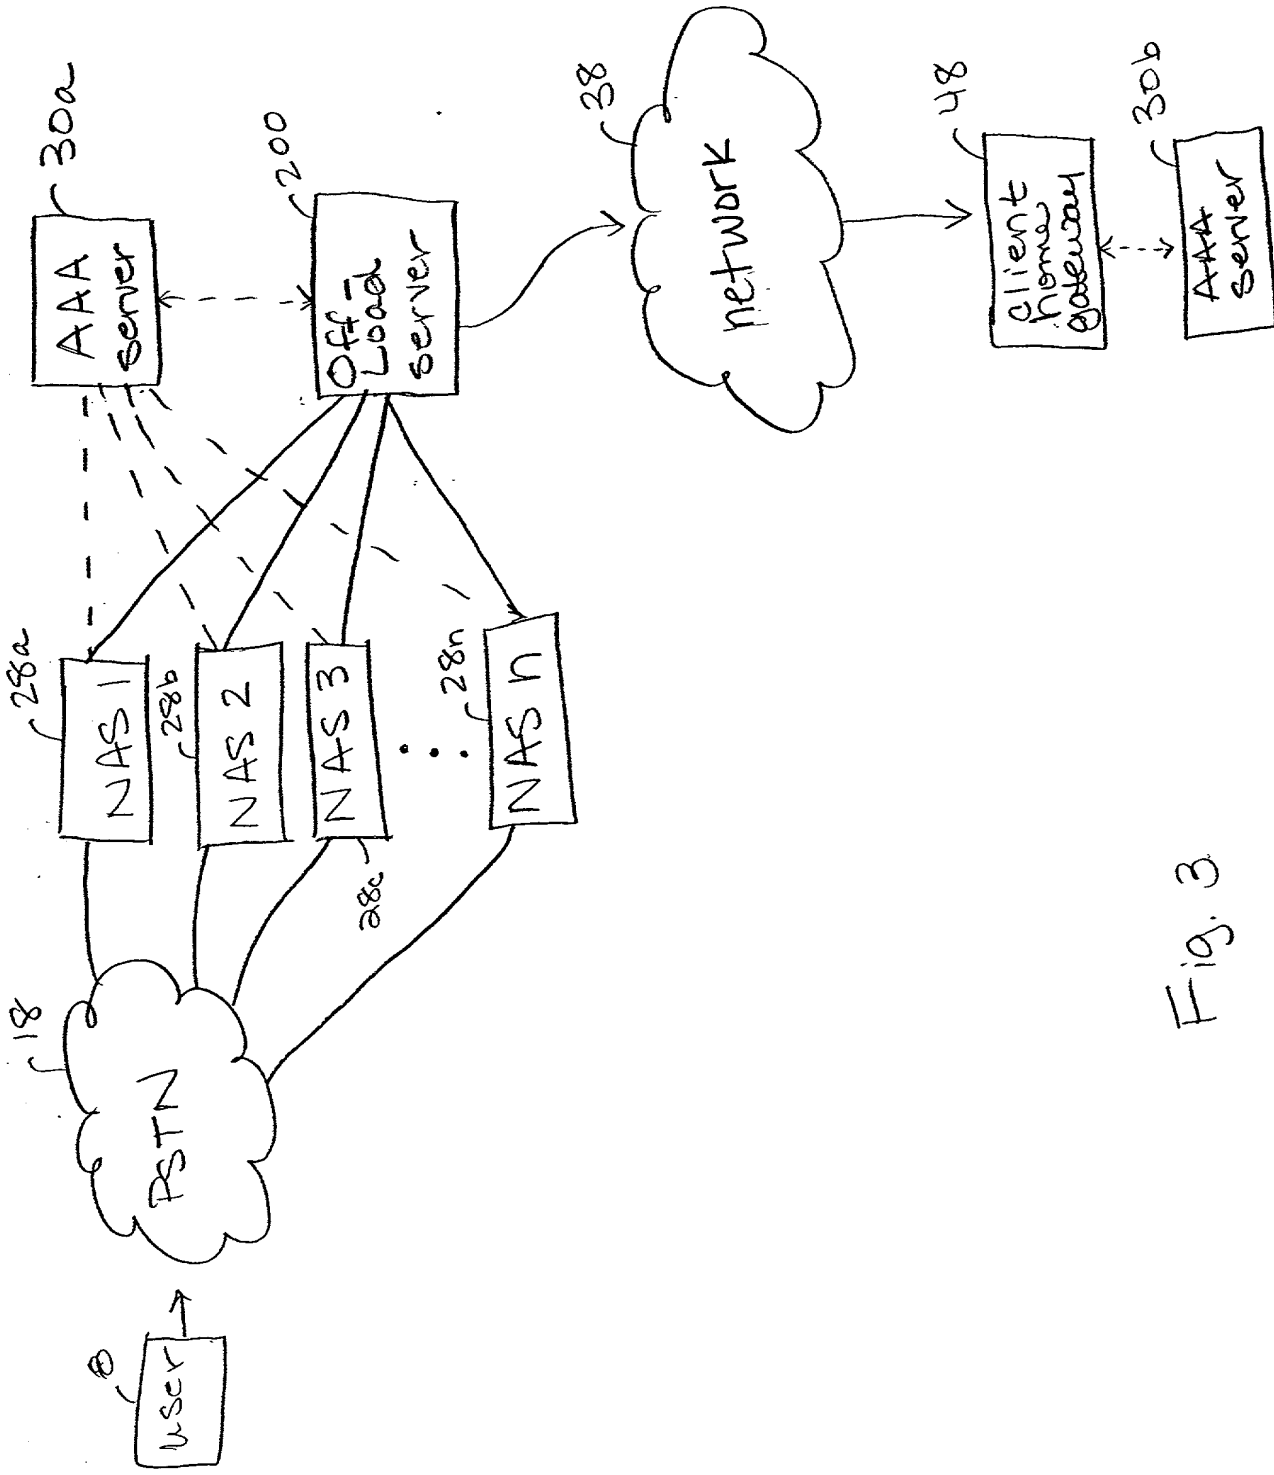 8
user
18
PSTN
28a
NAS 1
28b
NAS 2
28c
NAS 3
28n
NAS n
30a
AAA
server
200
Off-
Load
server
38
network
48
client
home
gateway
30b
AAA
server
Fig. 3